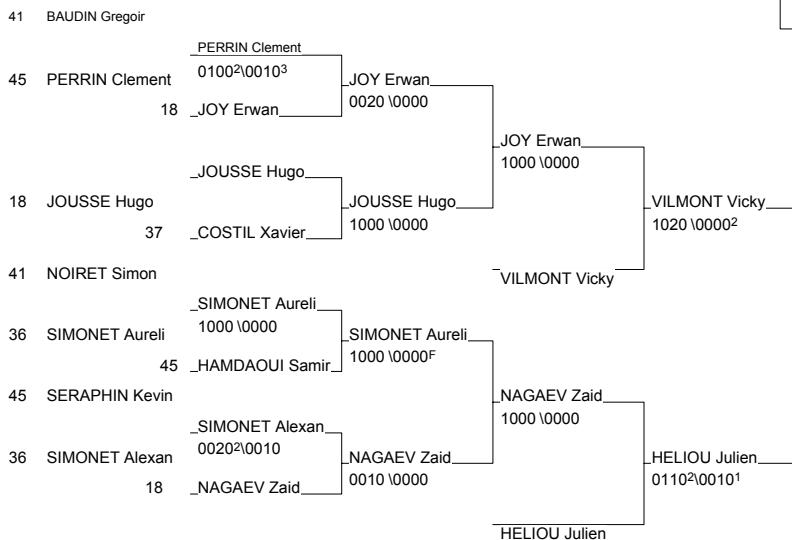 41 BAUDIN Gregoir
PERRIN Clement
45 PERRIN Clement 0100²\0010³ JOY Erwan
18 JOY Erwan 0020 \0000
JOY Erwan
1000 \0000
JOUSSE Hugo
18 JOUSSE Hugo JOUSSE Hugo VILMONT Vicky
37 COSTIL Xavier 1000 \0000 1020 \0000²
41 NOIRET Simon VILMONT Vicky
SIMONET Aureli
36 SIMONET Aureli 1000 \0000 SIMONET Aureli
45 HAMDAOUI Samir 1000 \0000F
45 SERAPHIN Kevin NAGAEV Zaid
1000 \0000
SIMONET Alexan
36 SIMONET Alexan 0020²\0010 NAGAEV Zaid HELIOU Julien
18 NAGAEV Zaid 0010 \0000 0110²\0010¹
HELIOU Julien